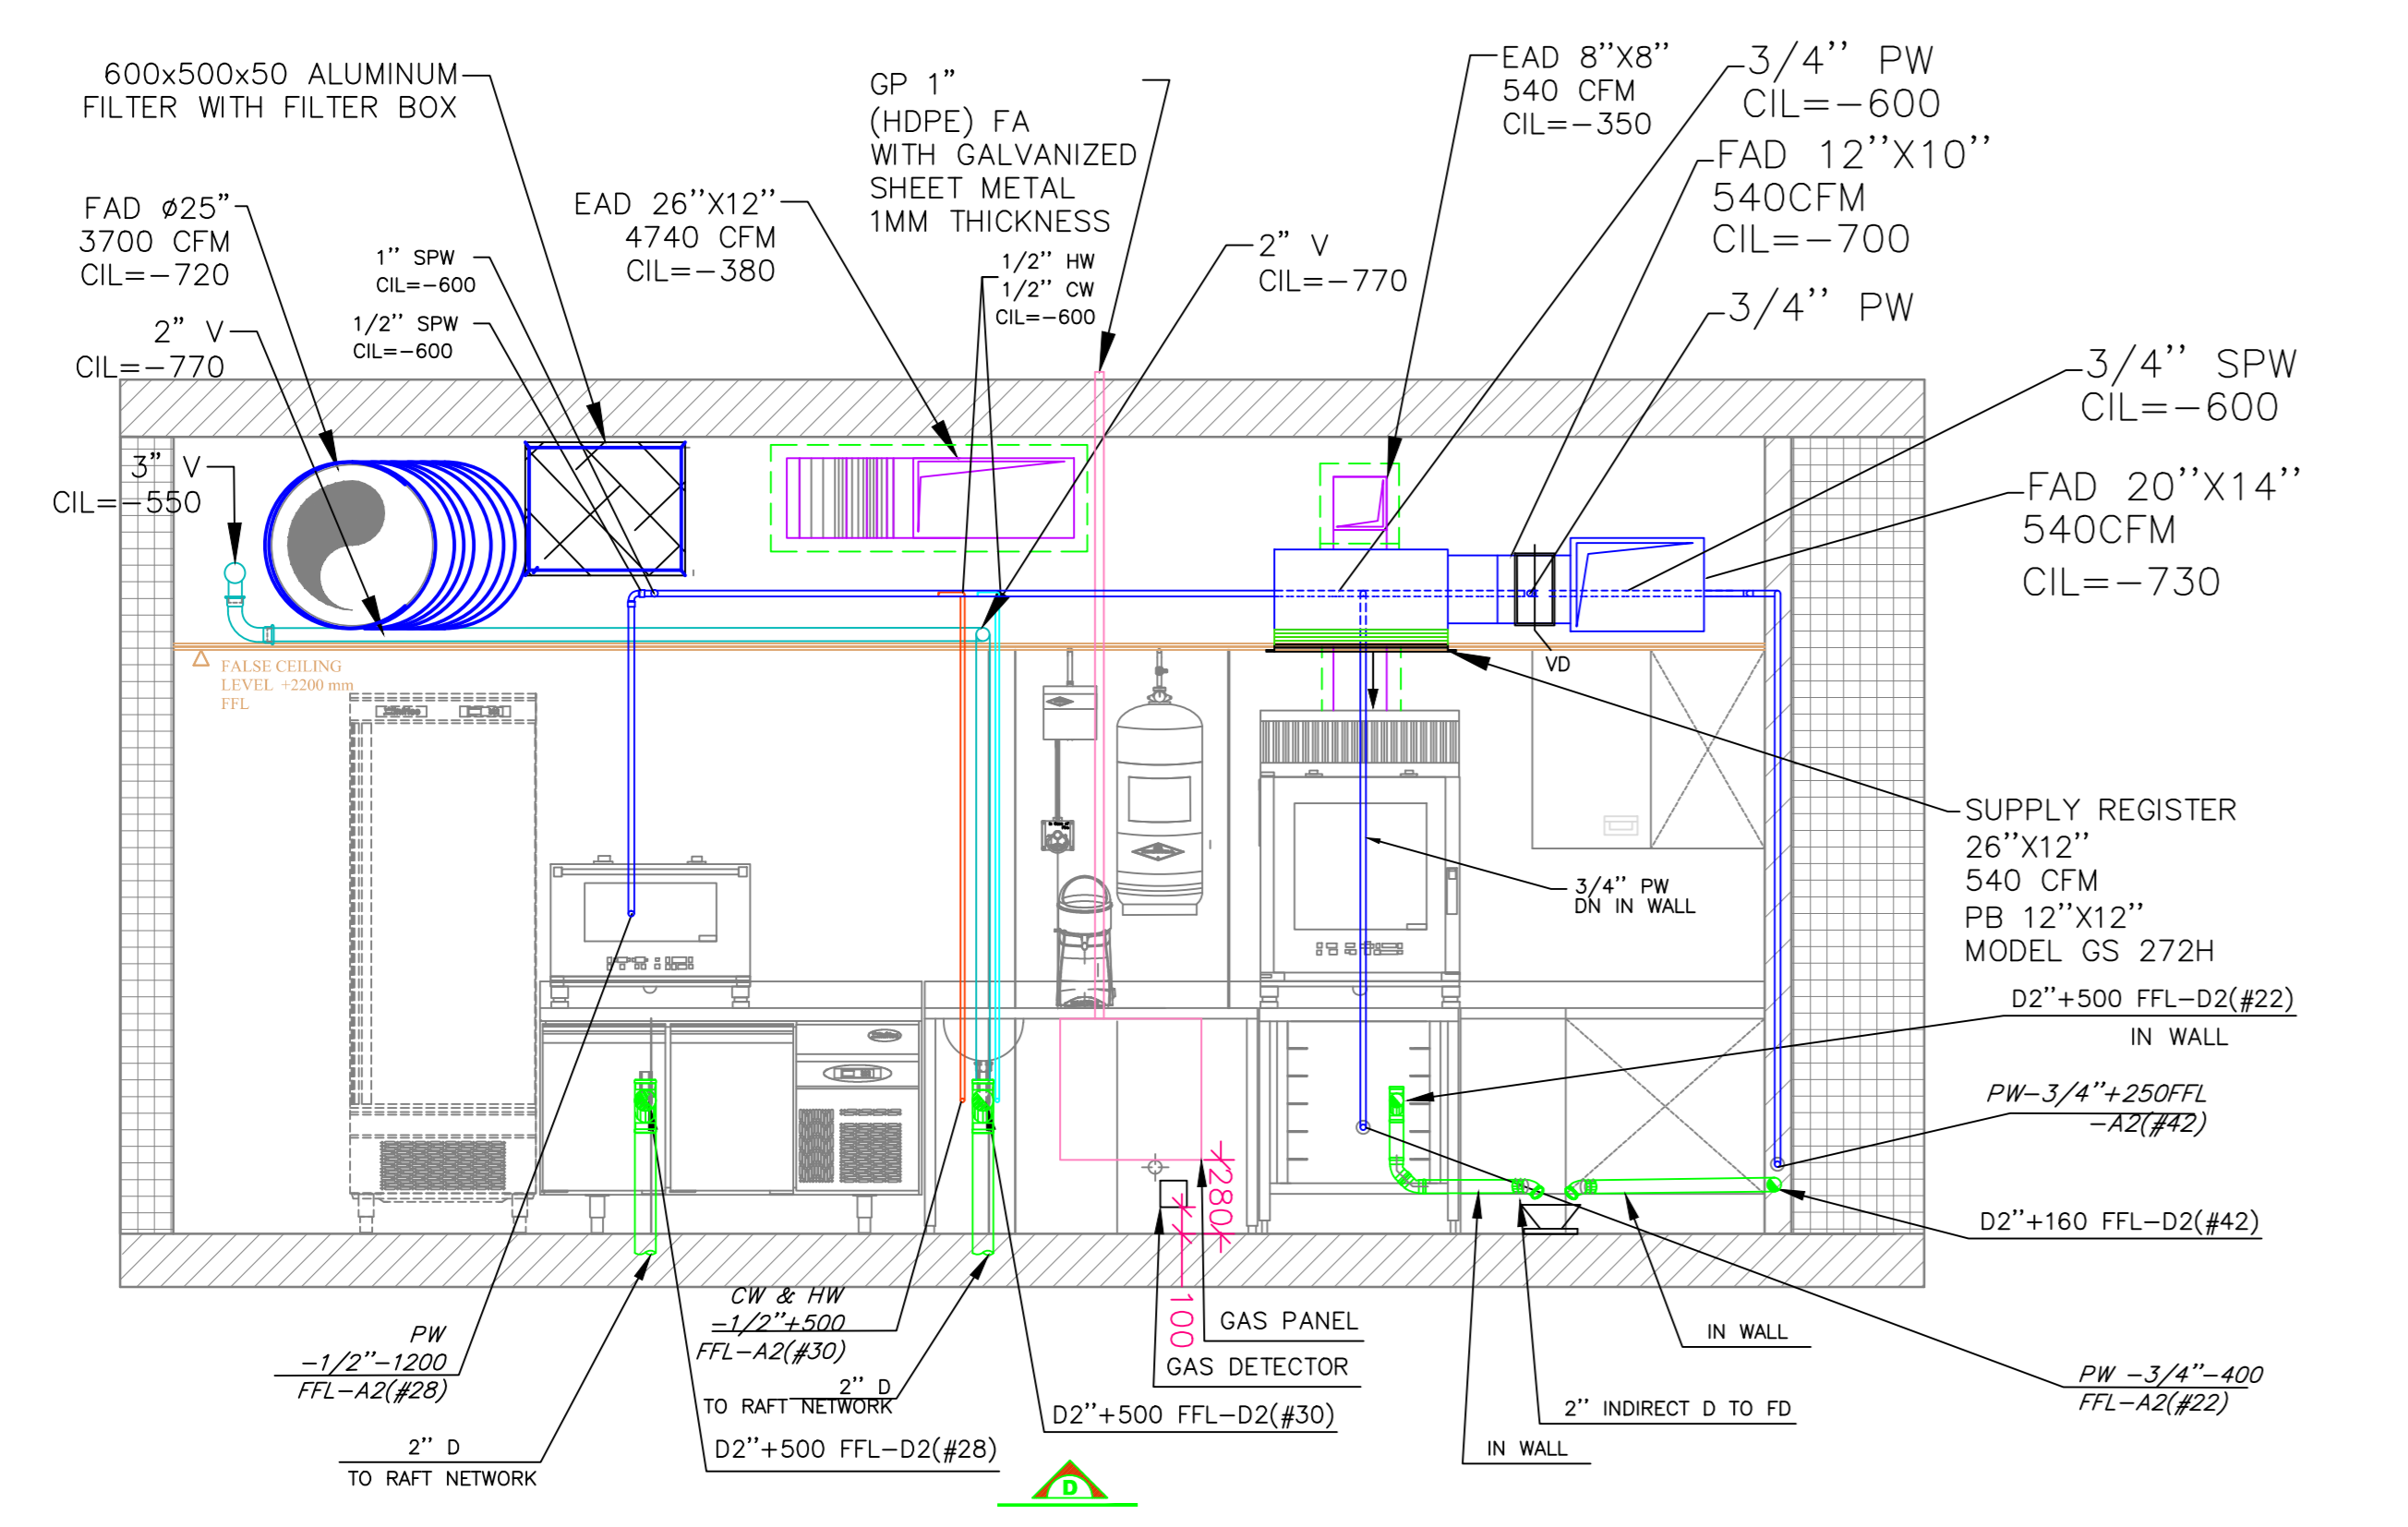 600x500x50 ALUMINUM
FILTER WITH FILTER BOX
FAD ø25”
3700 CFM
CIL=-720
2” V
CIL=-770
3” V
CIL=-550
1’’ SPW
CIL=-600
1/2’’ SPW
CIL=-600
EAD 26’’X12’’
4740 CFM
CIL=-380
GP 1”
(HDPE) FA
WITH GALVANIZED
SHEET METAL
1MM THICKNESS
1/2’’ HW
1/2’’ CW
CIL=-600
2” V
CIL=-770
EAD 8’’X8’’
540 CFM
CIL=-350
3/4’’ PW
CIL=-600
FAD 12’’X10’’
540CFM
CIL=-700
3/4’’ PW
3/4’’ SPW
CIL=-600
FAD 20’’X14’’
540CFM
CIL=-730
FALSE CEILING
LEVEL +2200 mm
FFL
VD
SUPPLY REGISTER
26’’X12’’
540 CFM
PB 12’’X12’’
MODEL GS 272H
3/4’’ PW
DN IN WALL
D2’’+500 FFL-D2(#22)
IN WALL
PW-3/4’’+250FFL
-A2(#42)
D2’’+160 FFL-D2(#42)
280
100
GAS PANEL
GAS DETECTOR
CW & HW
-1/2’’+500
FFL-A2(#30)
PW
-1/2’’-1200
FFL-A2(#28)
2’’ D
TO RAFT NETWORK
2’’ D
TO RAFT NETWORK
D2’’+500 FFL-D2(#28)
D2’’+500 FFL-D2(#30)
IN WALL
2’’ INDIRECT D TO FD
IN WALL
PW -3/4’’-400
FFL-A2(#22)
D